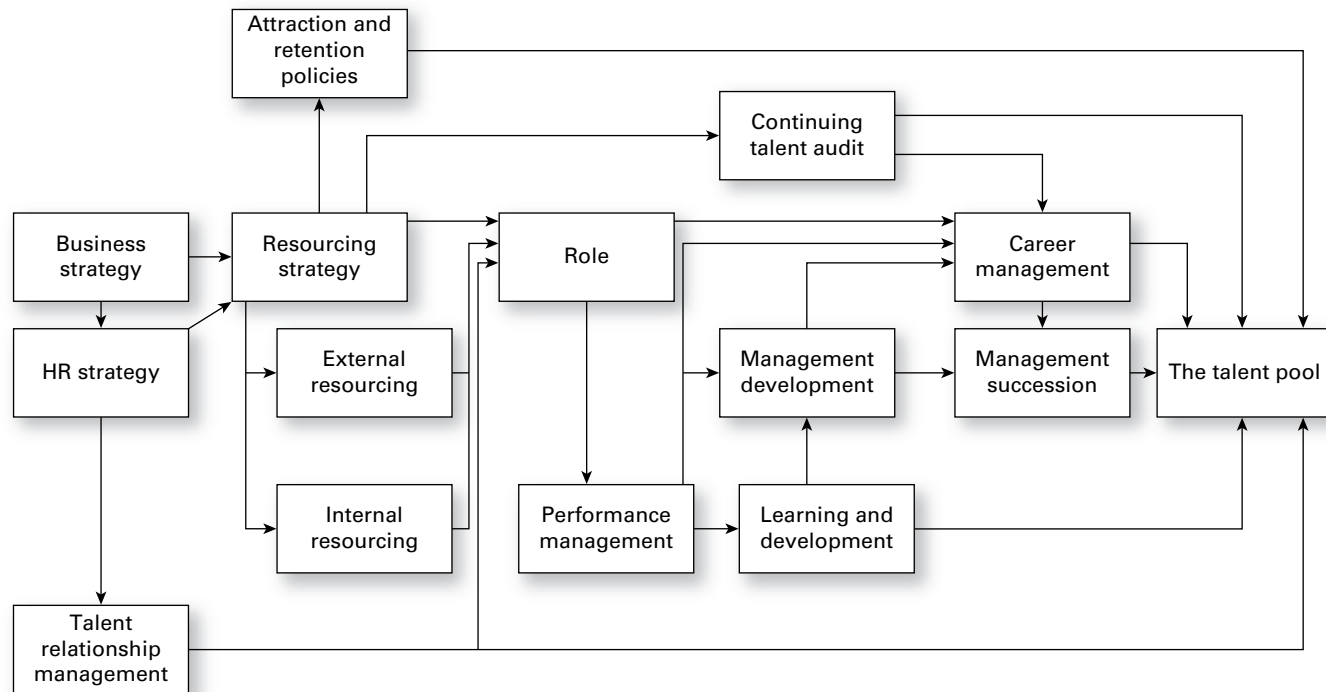 Attraction and
retention
policies
Continuing
talent audit
Business
strategy
Resourcing
strategy
Role
Career
management
HR strategy
External
resourcing
Management
development
Management
succession
The talent pool
Internal
resourcing
Performance
management
Learning and
development
Talent
relationship
management